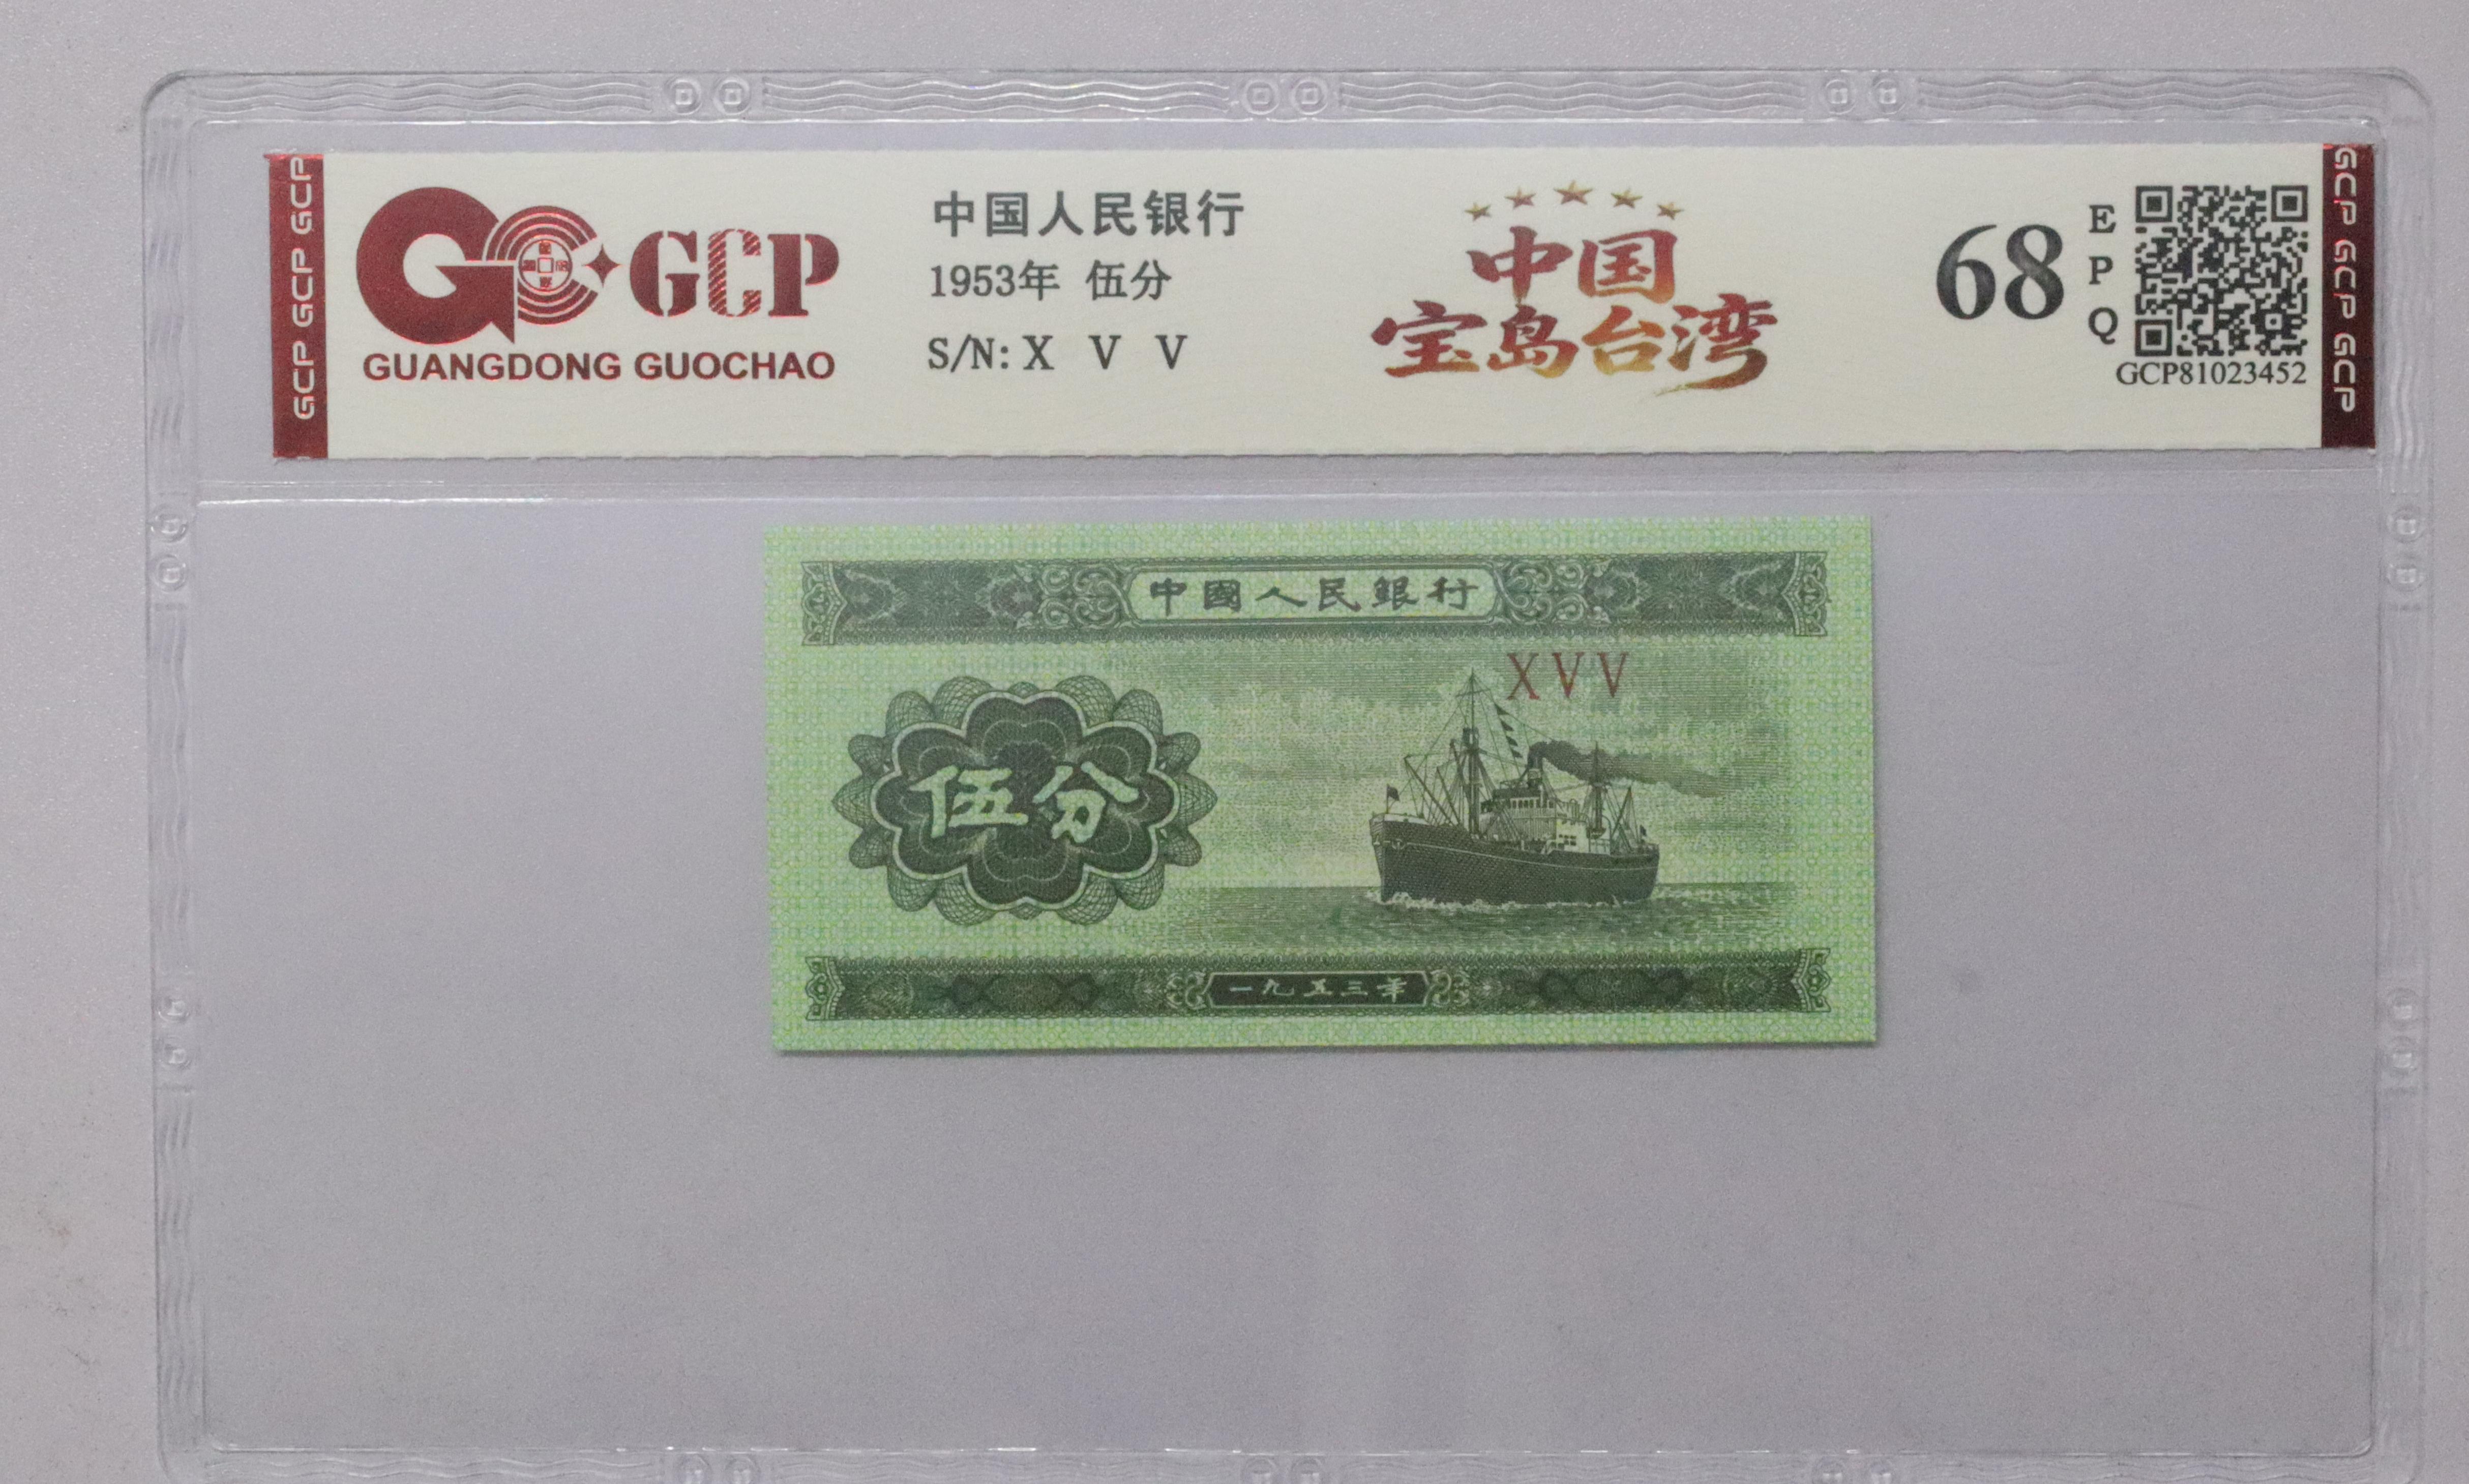 GCP GCP GCP
GCP
GUANGDONG GUOCHAO
中国人民银行
1953年 伍分
S/N: X V V
中国
宝岛台湾
68
E
P
Q
GCP81023452
GCP GCP GCP
中國人民銀行
XVV
伍分
一九五三年